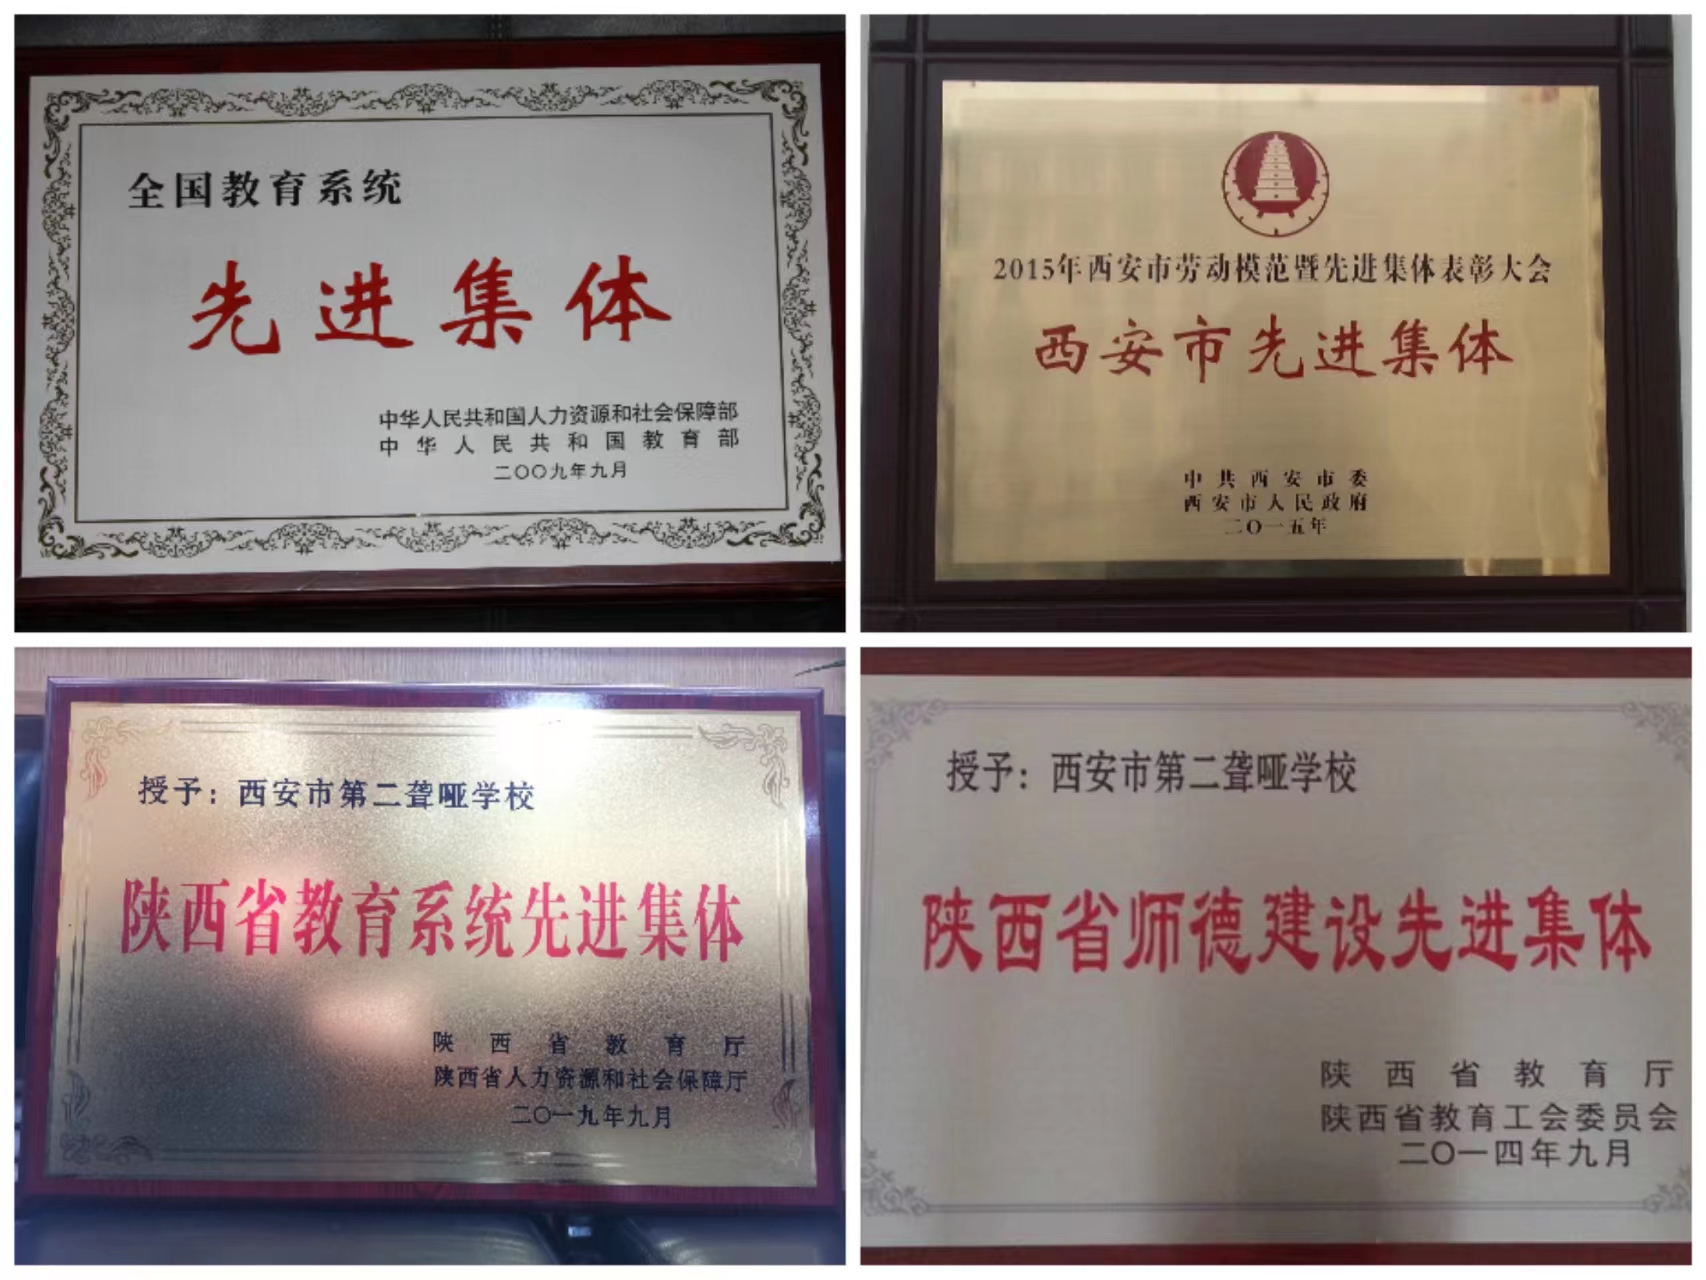 全国教育系统
先进集体
中华人民共和国人力资源和社会保障部
中华人民共和国教育部
二〇〇九年九月
2015年西安市劳动模范暨先进集体表彰大会
西安市先进集体
中共西安市委
西安市人民政府
二〇一五年
授予：西安市第二聋哑学校
陕西省教育系统先进集体
陕西省教育厅
陕西省人力资源和社会保障厅
二〇一九年九月
授予：西安市第二聋哑学校
陕西省师德建设先进集体
陕西省教育厅
陕西省教育工会委员会
二〇一四年九月